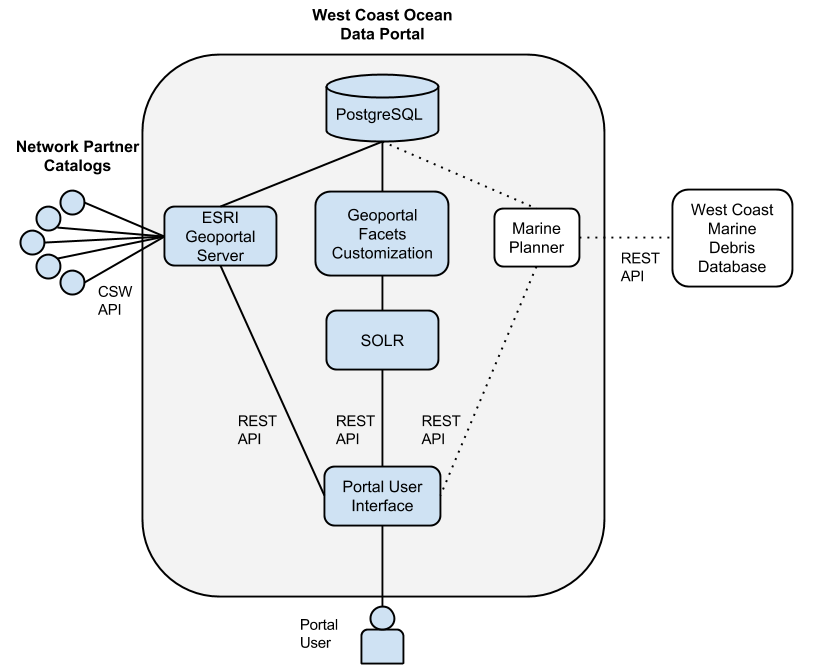 West Coast Ocean
Data Portal
PostgreSQL
Network Partner
Catalogs
ESRI
Geoportal
Server
Geoportal
Facets
Customization
Marine
Planner
West Coast
Marine
Debris
Database
REST
API
CSW
API
SOLR
REST
API
REST
API
REST
API
Portal User
Interface
Portal
User